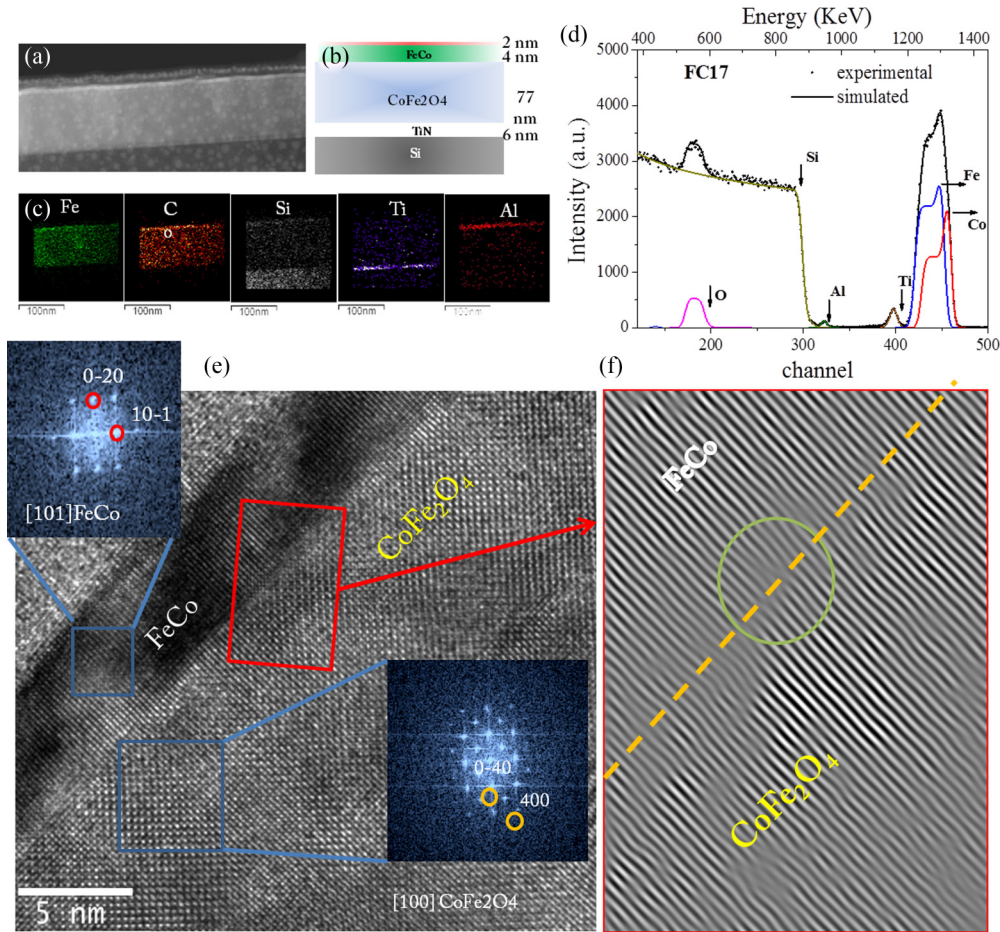 (a)
(b)
2 nm
FeCo
4 nm
CoFe2O4
77
nm
TiN
6 nm
Si
(c)
Fe
C
o
Si
Ti
Al
100nm
100nm
100nm
100nm
100nm
(d)
Energy (KeV)
400
600
800
1000
1200
1400
5000
4000
3000
2000
1000
0
Intensity (a.u.)
FC17
experimental
simulated
Si
Fe
Co
O
Al
Ti
200
300
400
500
channel
(e)
0-20
10-1
[101]FeCo
FeCo
CoFe2O4
0-40
400
5 nm
[100] CoFe2O4
(f)
FeCo
CoFe2O4